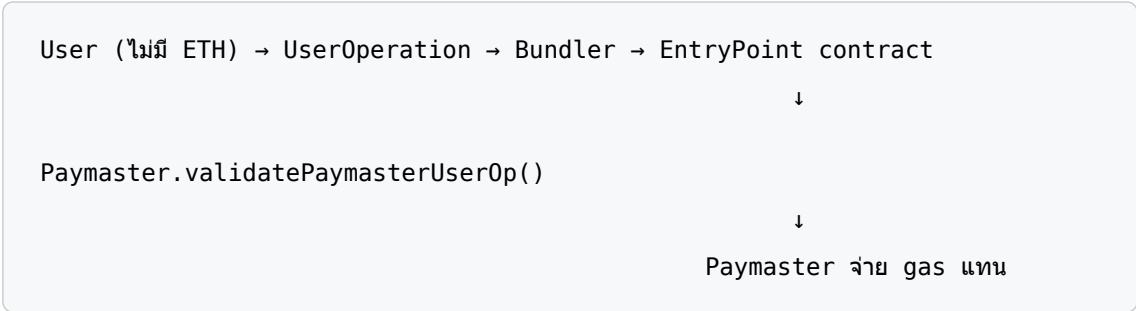 User (ไม่มี ETH) → UserOperation → Bundler → EntryPoint contract
↓
Paymaster.validatePaymasterUserOp()
↓
Paymaster จ่าย gas แทน